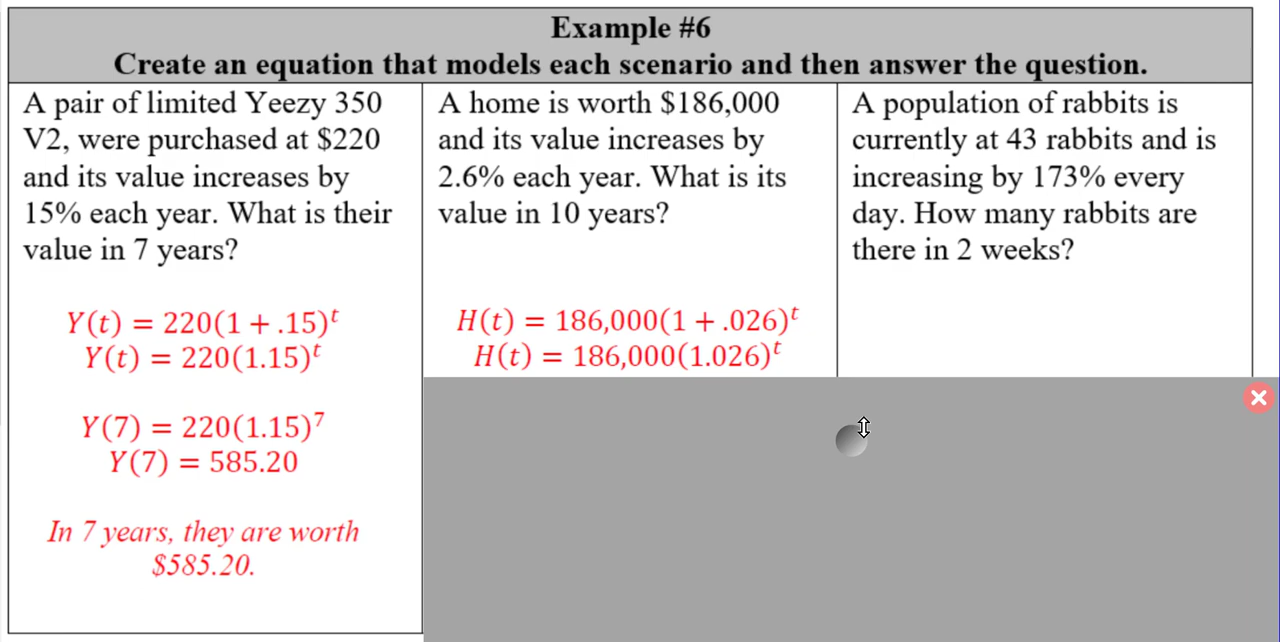 Example #6
Create an equation that models each scenario and then answer the question.
A pair of limited Yeezy 350
V2, were purchased at $220
and its value increases by
15% each year. What is their
value in 7 years?
Y(t) = 220(1 + .15)^t
Y(t) = 220(1.15)^t
Y(7) = 220(1.15)^7
Y(7) = 585.20
In 7 years, they are worth
$585.20.
A home is worth $186,000
and its value increases by
2.6% each year. What is its
value in 10 years?
H(t) = 186,000(1 + .026)^t
H(t) = 186,000(1.026)^t
A population of rabbits is
currently at 43 rabbits and is
increasing by 173% every
day. How many rabbits are
there in 2 weeks?